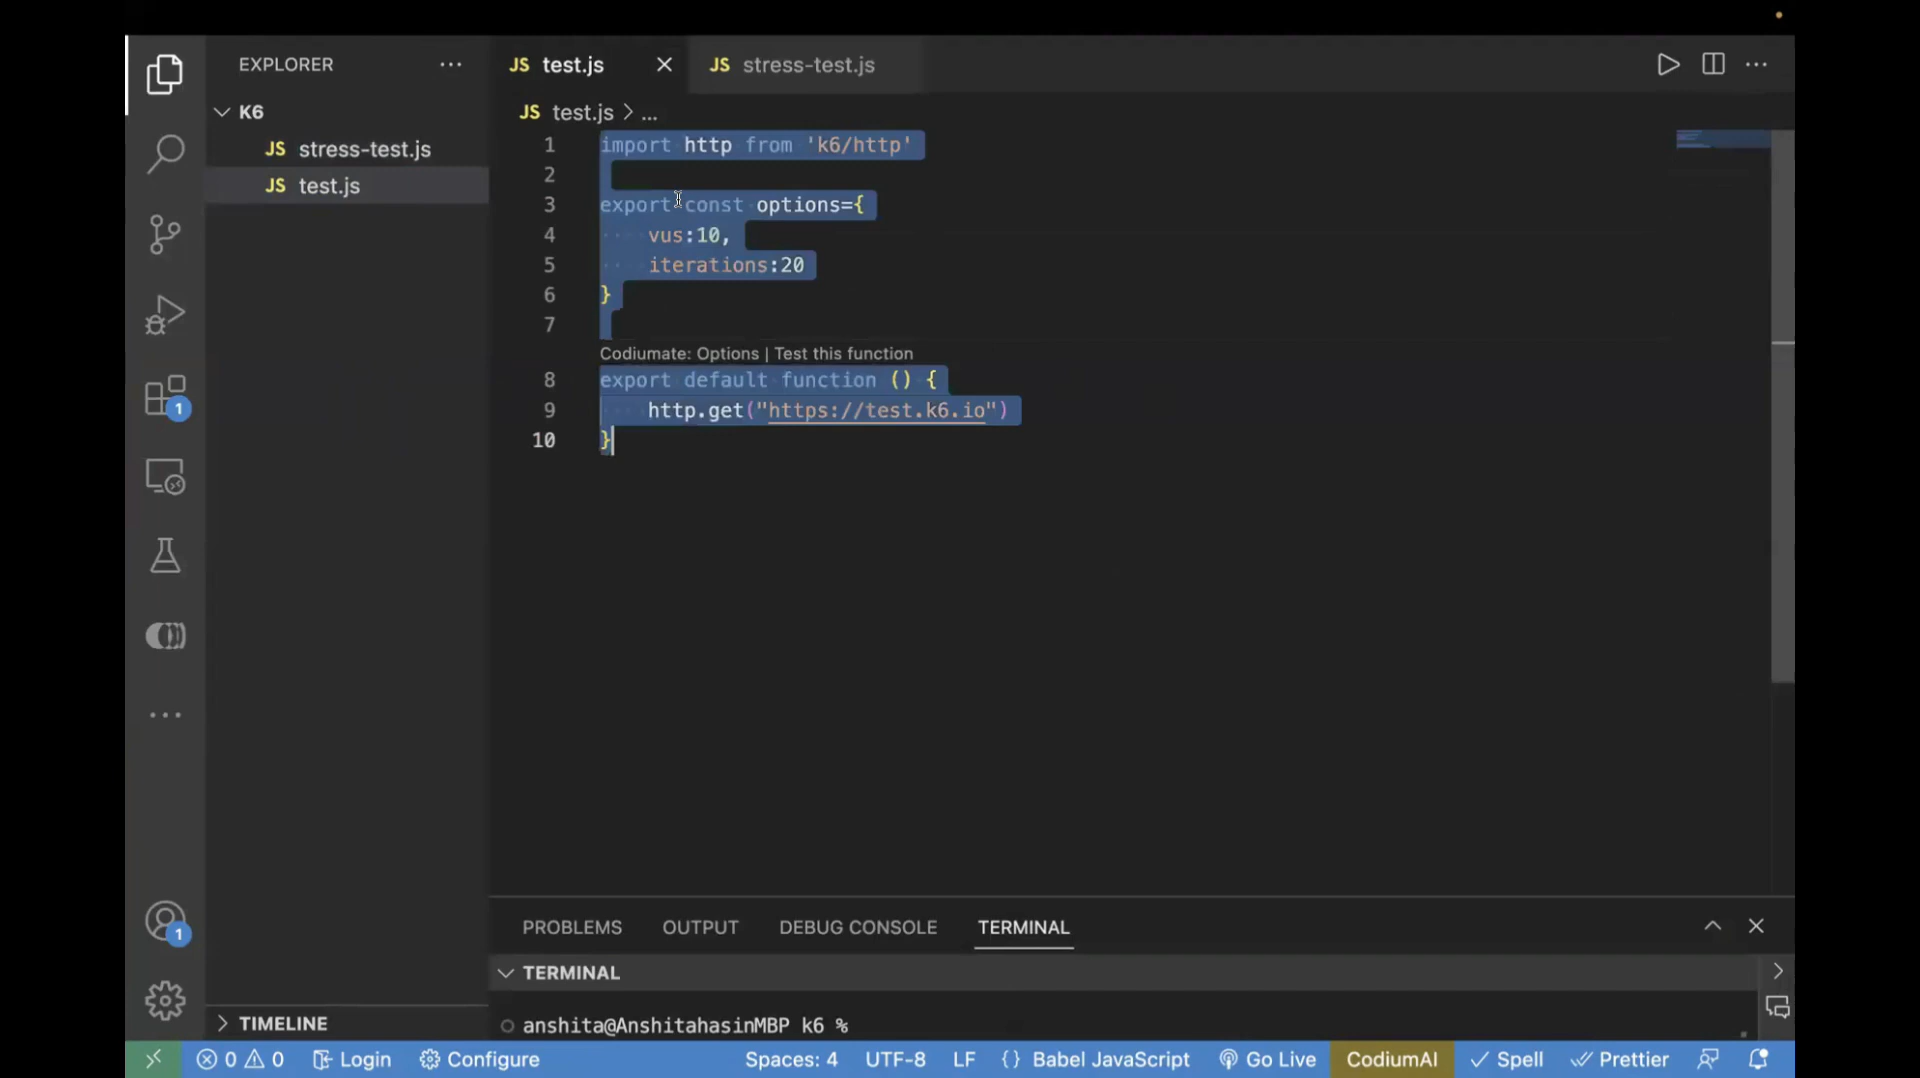 EXPLORER
K6
JS stress-test.js
JS test.js
TIMELINE
JS test.js
JS stress-test.js
JS test.js > ...
1 import http from 'k6/http'
2
3 export const options={
4 vus:10,
5 iterations:20
6 }
7
Codiumate: Options | Test this function
8 export default function () {
9 http.get("https://test.k6.io")
10 }
PROBLEMS OUTPUT DEBUG CONSOLE TERMINAL
TERMINAL
anshita@AnshitahasinMBP k6 %
1
1
0 0 Login Configure Spaces: 4 UTF-8 LF {} Babel JavaScript Go Live CodiumAI Spell Prettier